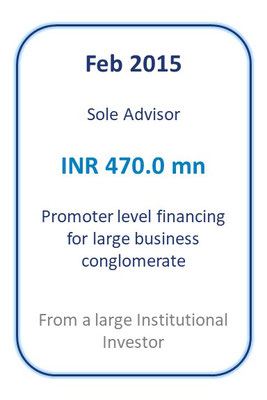 Feb 2015
Sole Advisor
INR 470.0 mn
Promoter level financing
for large business
conglomerate
From a large Institutional
Investor